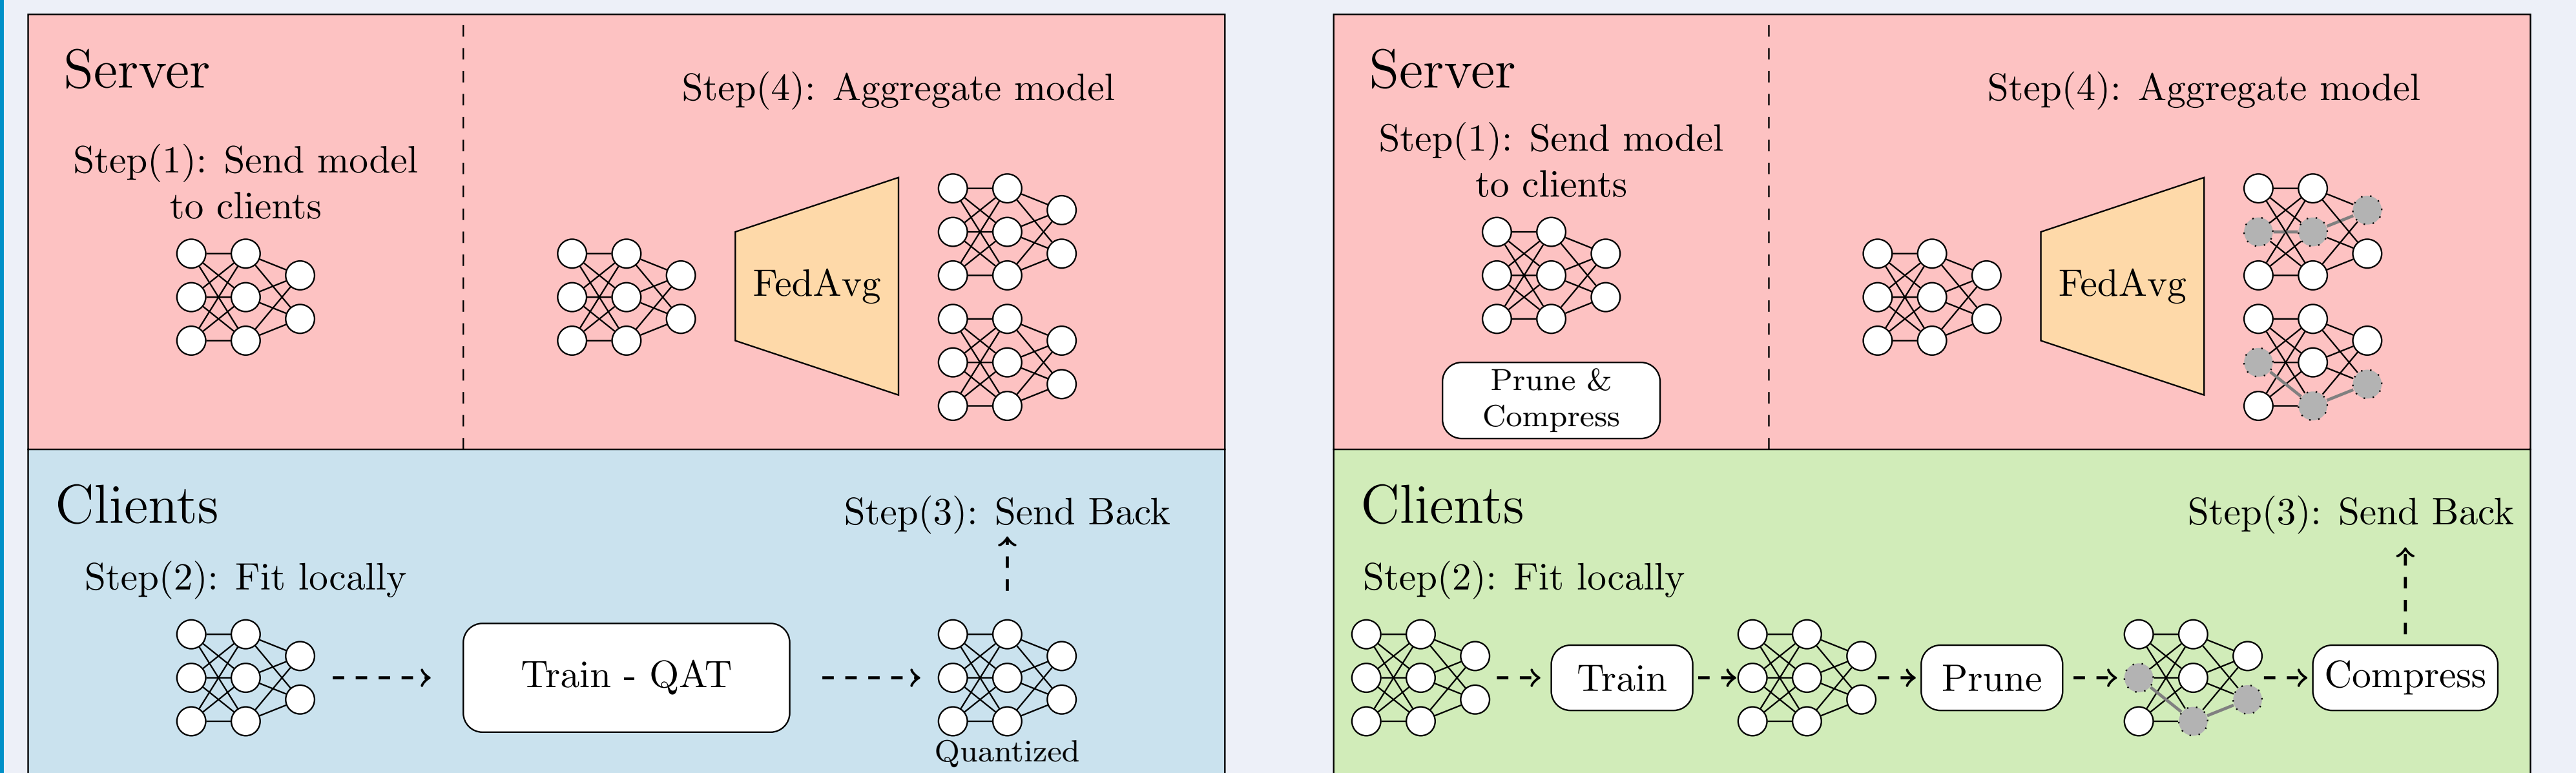 Server
Step(1): Send model
to clients
Step(4): Aggregate model
FedAvg
Clients
Step(2): Fit locally
Train - QAT
Step(3): Send Back
Quantized
Server
Step(1): Send model
to clients
Prune &
Compress
Step(4): Aggregate model
FedAvg
Clients
Step(2): Fit locally
Train
Prune
Compress
Step(3): Send Back